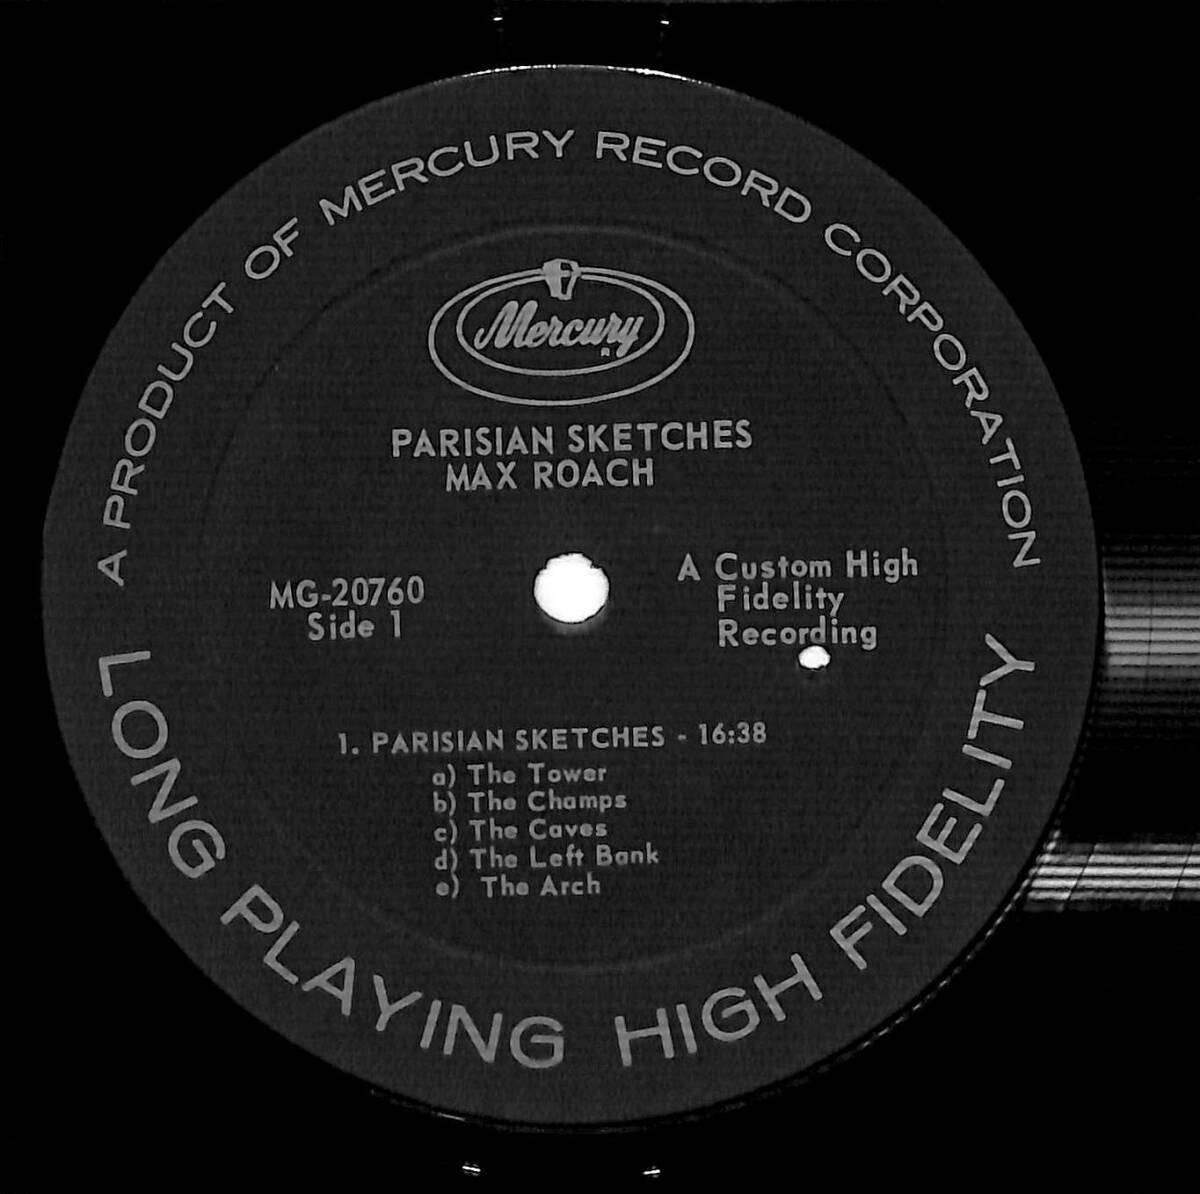 A PRODUCT OF MERCURY RECORD CORPORATION
Mercury
R
PARISIAN SKETCHES
MAX ROACH
MG-20760
Side 1
A Custom High
Fidelity
Recording
1. PARISIAN SKETCHES - 16:38
a) The Tower
b) The Champs
c) The Caves
d) The Left Bank
e) The Arch
LONG PLAYING HIGH FIDELITY